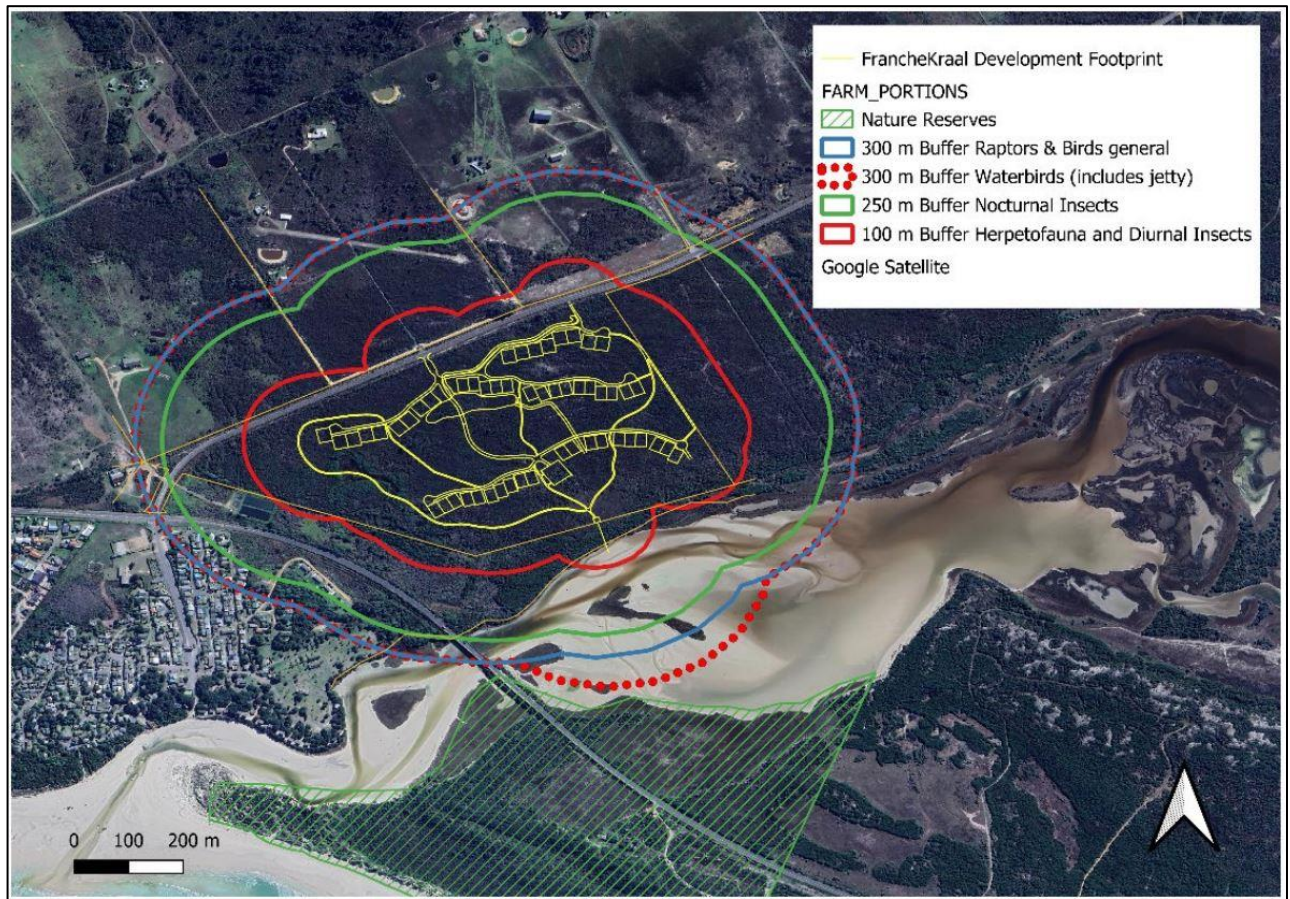 FrancheKraal Development Footprint
FARM_PORTIONS
Nature Reserves
300 m Buffer Raptors & Birds general
300 m Buffer Waterbirds (includes jetty)
250 m Buffer Nocturnal Insects
100 m Buffer Herpetofauna and Diurnal Insects
Google Satellite
0 100 200 m